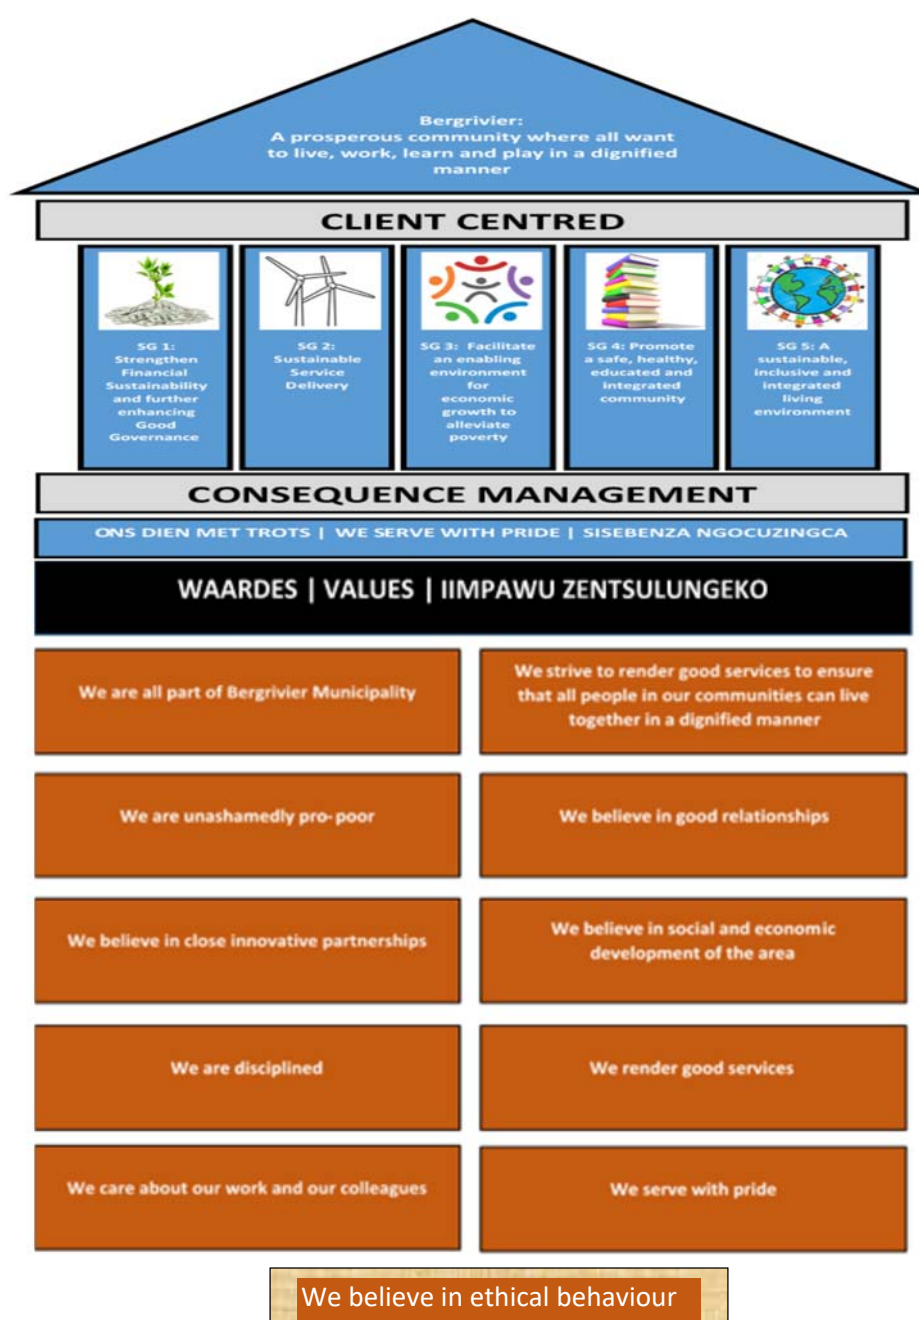 Bergrivier:
A prosperous community where all want
to live, work, learn and play in a dignified
manner
CLIENT CENTRED
SG 1:
Strengthen
Financial
Sustainability
and further
enhancing
Good
Governance
SG 2:
Sustainable
Service
Delivery
SG 3: Facilitate
an enabling
environment
for
economic
growth to
alleviate
poverty
SG 4: Promote
a safe, healthy,
educated and
integrated
community
SG 5: A
sustainable,
inclusive and
integrated
living
environment
CONSEQUENCE MANAGEMENT
ONS DIEN MET TROTS | WE SERVE WITH PRIDE | SISEBENZA NGOCUZINGCA
WAARDES | VALUES | IIMPAWU ZENTSULUNGEKO
We are all part of Bergrivier Municipality
We strive to render good services to ensure
that all people in our communities can live
together in a dignified manner
We are unashamedly pro-poor
We believe in good relationships
We believe in close innovative partnerships
We believe in social and economic
development of the area
We are disciplined
We render good services
We care about our work and our colleagues
We serve with pride
We believe in ethical behaviour